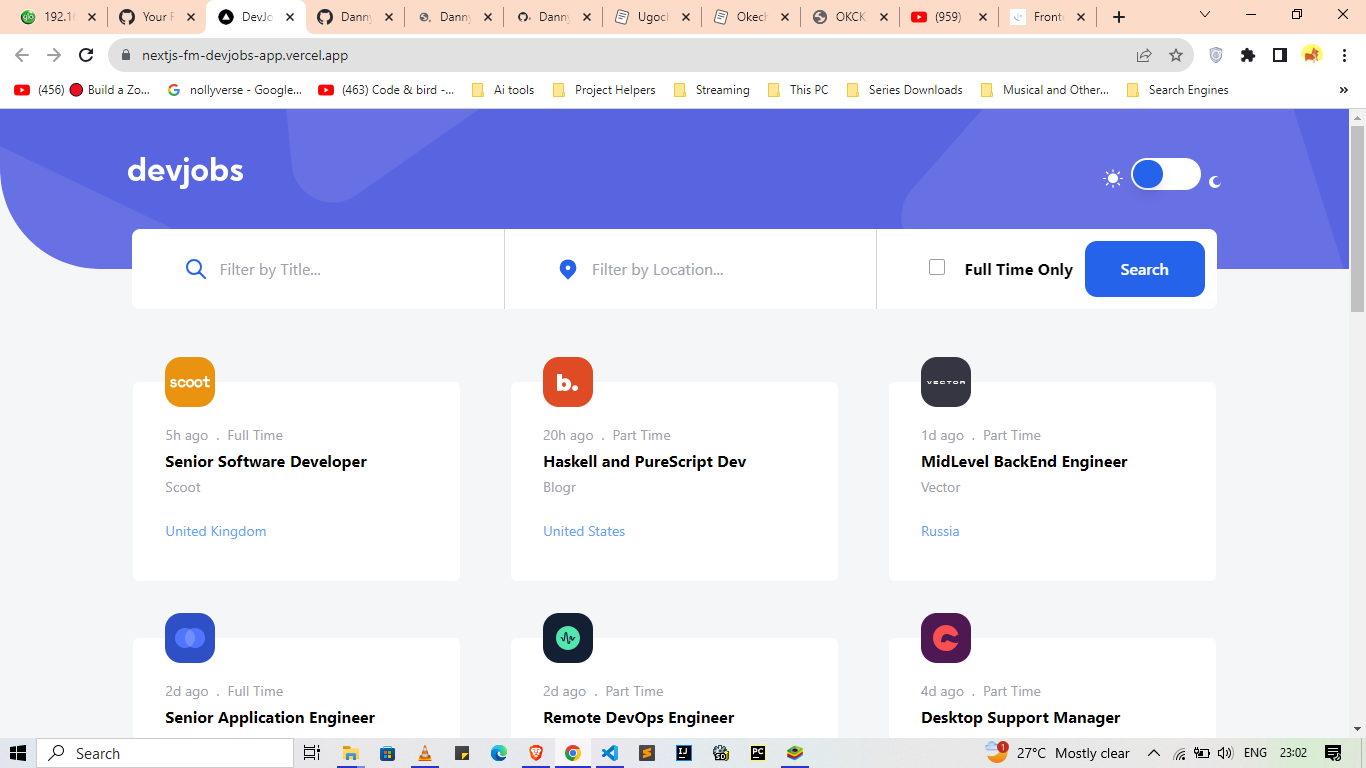 192.16 Your F DevJo Danny Danny Danny Ugoch Okech OKCK (959) Fronte
nextjs-fm-devjobs-app.vercel.app
(456) Build a Zo... nollyverse - Google... (463) Code & bird -... Ai tools Project Helpers Streaming This PC Series Downloads Musical and Other... Search Engines »
devjobs
Filter by Title... Filter by Location... Full Time Only Search
scoot b. VECTOR
5h ago . Full Time 20h ago . Part Time 1d ago . Part Time
Senior Software Developer Haskell and PureScript Dev MidLevel BackEnd Engineer
Scoot Blogr Vector
United Kingdom United States Russia
2d ago . Full Time 2d ago . Part Time 4d ago . Part Time
Senior Application Engineer Remote DevOps Engineer Desktop Support Manager
Search 1 27°C Mostly clear ENG 23:02